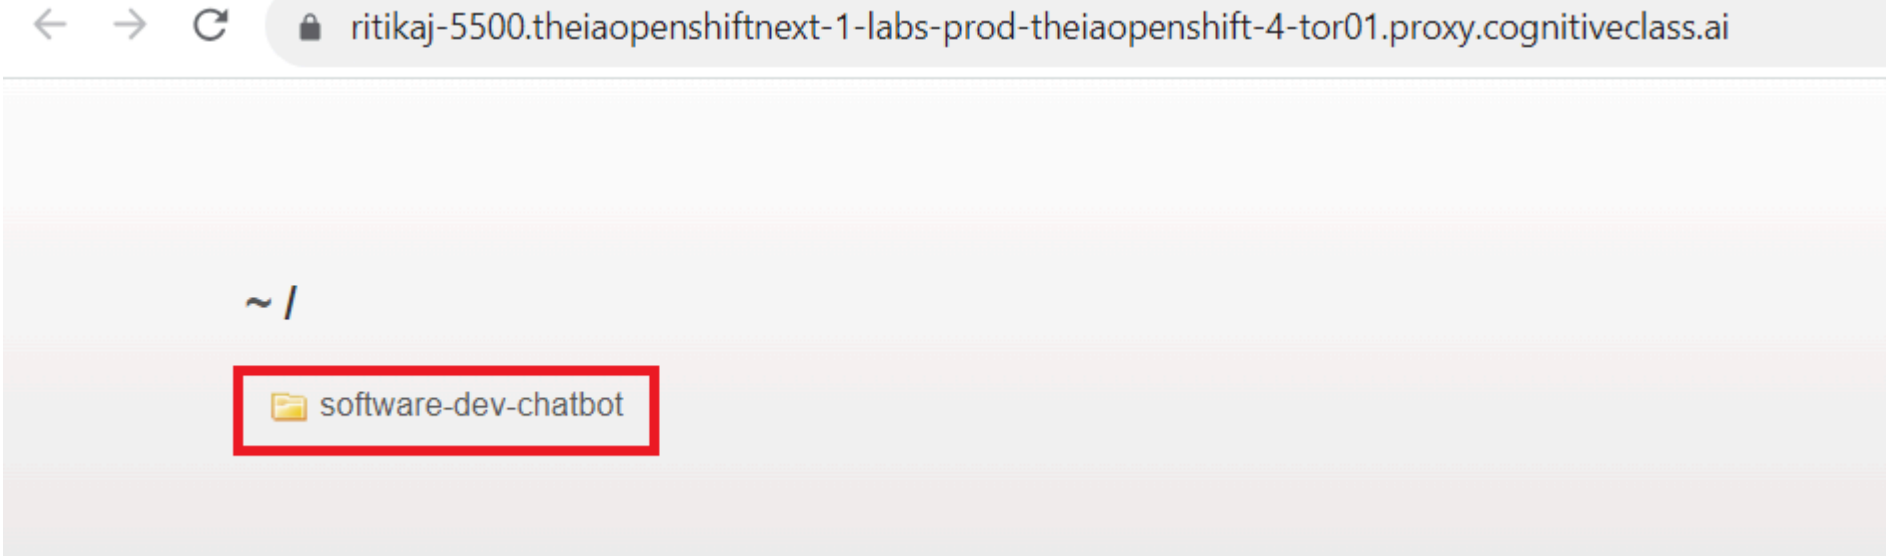 ritikaj-5500.theiaopenshiftnext-1-labs-prod-theiaopenshift-4-tor01.proxy.cognitiveclass.ai
~ /
software-dev-chatbot